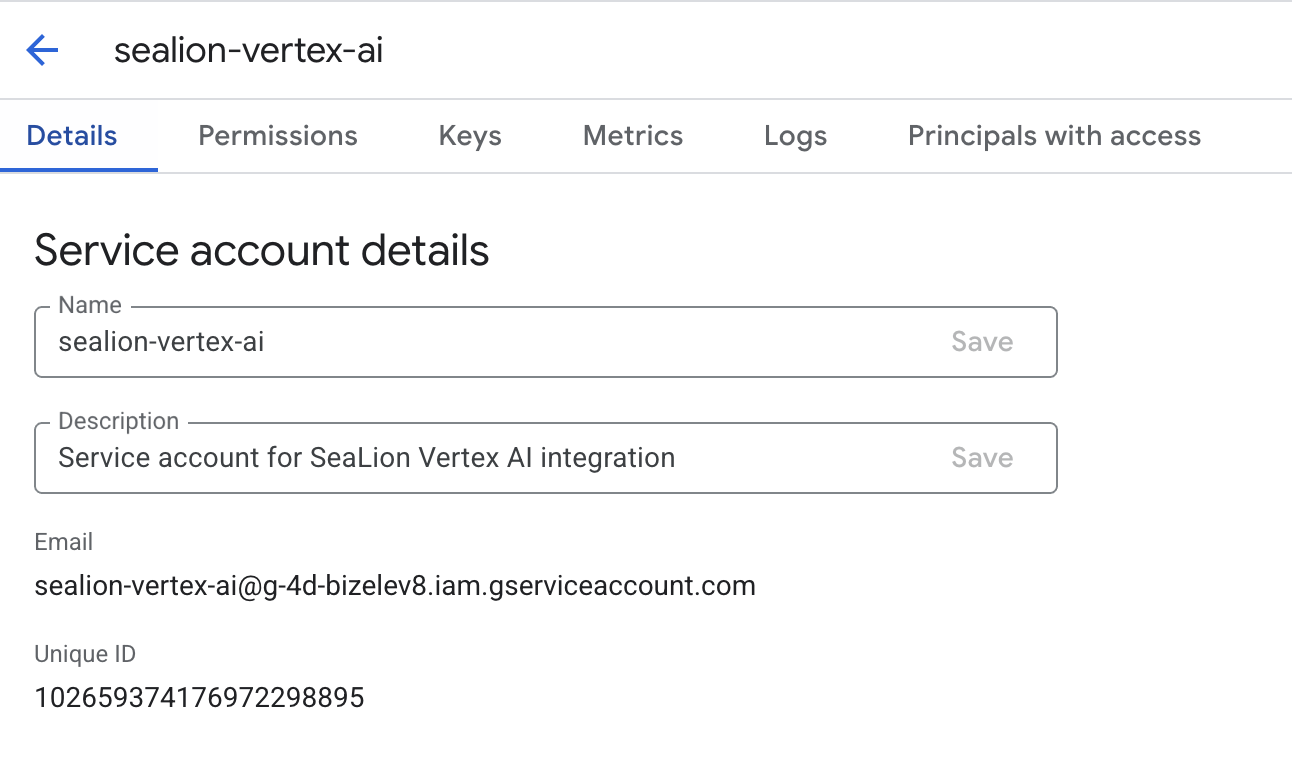 sealion-vertex-ai
Details Permissions Keys Metrics Logs Principals with access
Service account details
Name
sealion-vertex-ai Save
Description
Service account for SeaLion Vertex AI integration Save
Email
sealion-vertex-ai@g-4d-bizelev8.iam.gserviceaccount.com
Unique ID
102659374176972298895